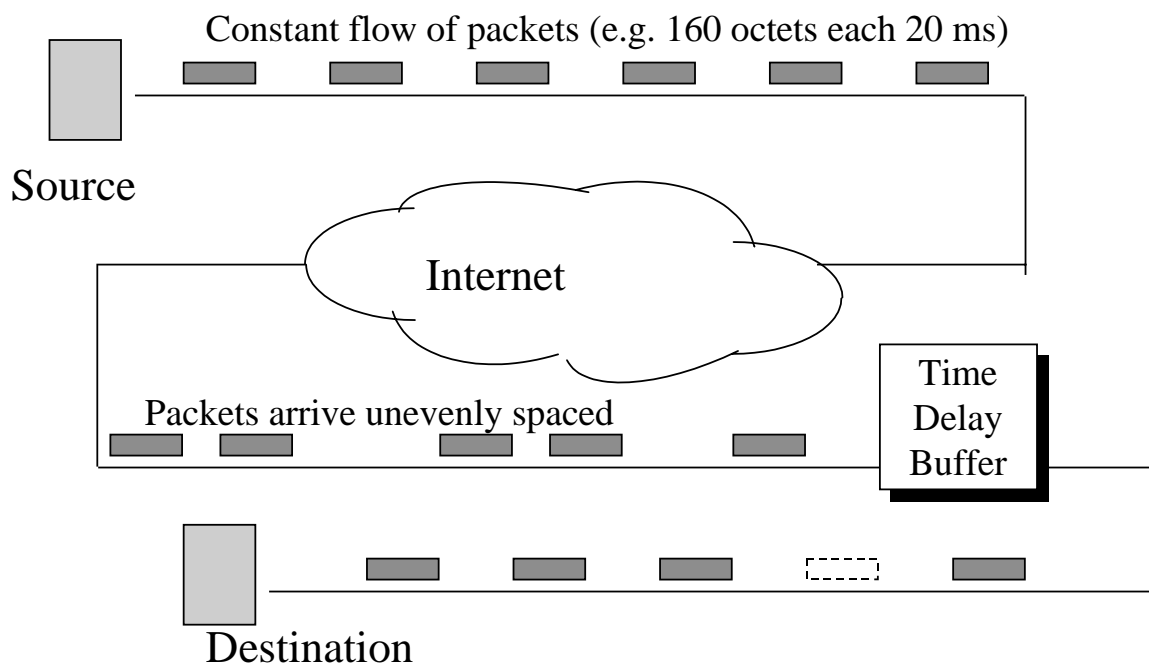 Constant flow of packets (e.g. 160 octets each 20 ms)
Source
Internet
Packets arrive unevenly spaced
Time
Delay
Buffer
Destination